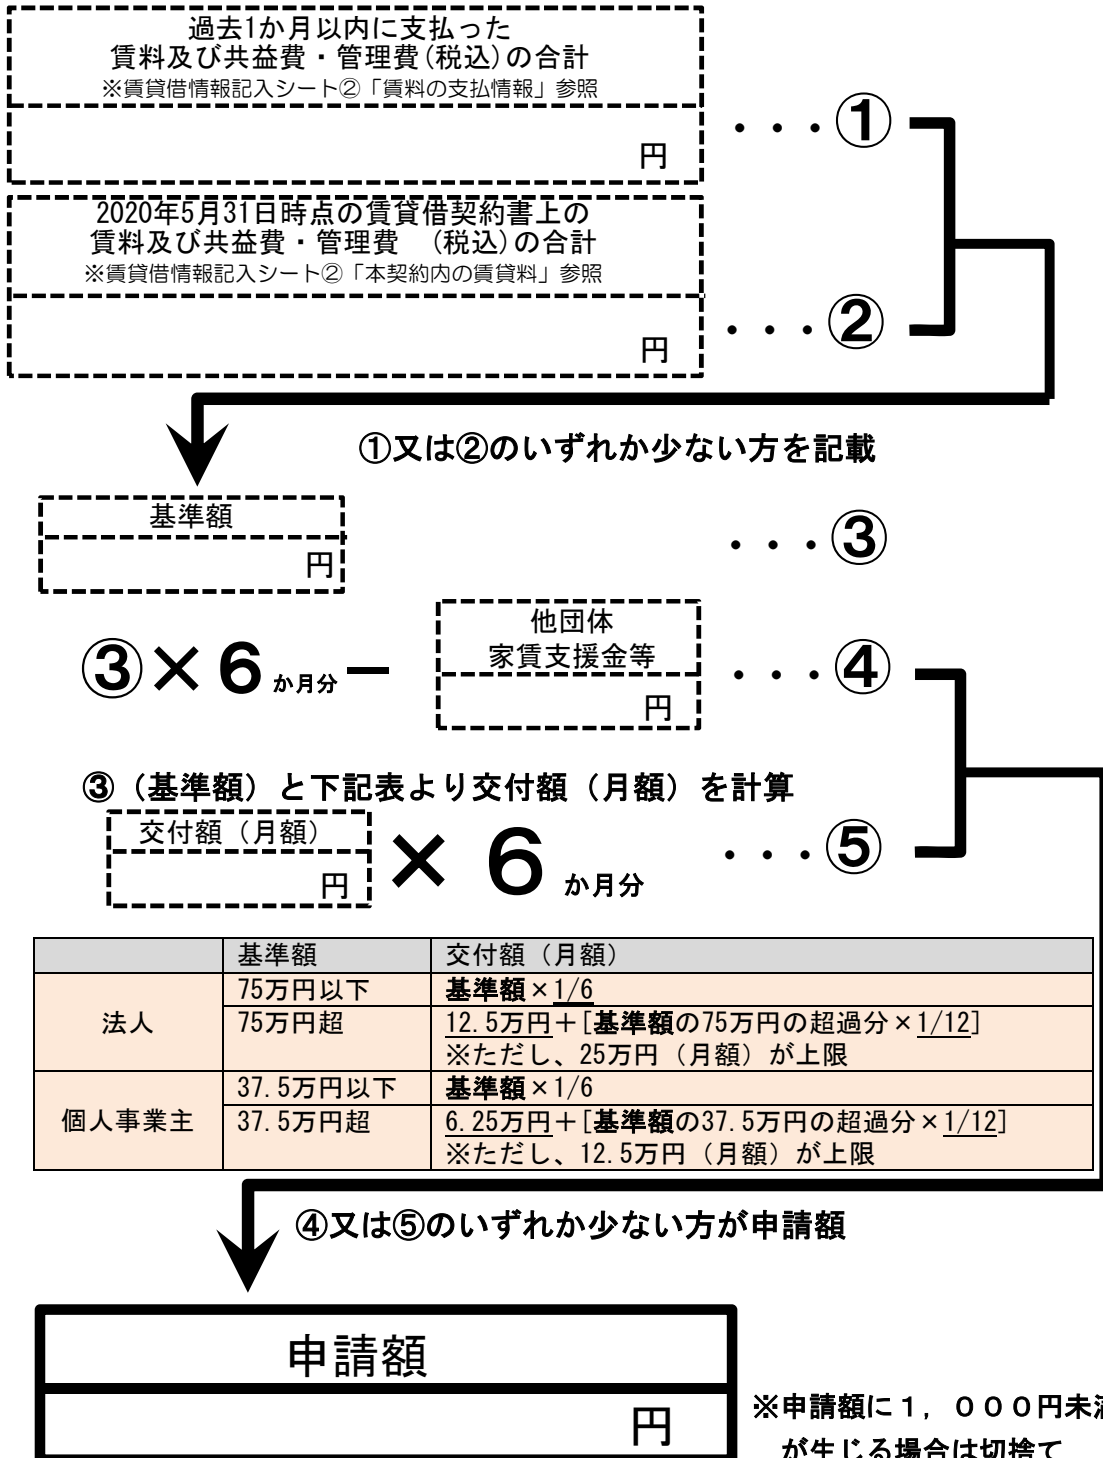 過去1か月以内に支払った
賃料及び共益費・管理費(税込)の合計
※賃貸借情報記入シート②「賃料の支払情報」参照
円
・・・①
2020年5月31日時点の賃貸借契約書上の
賃料及び共益費・管理費　(税込)の合計
※賃貸借情報記入シート②「本契約内の賃貸料」参照
円
・・・②
①又は②のいずれか少ない方を記載
基準額
円
・・・③
③×６か月分－
他団体
家賃支援金等
円
・・・④
③（基準額）と下記表より交付額（月額）を計算
交付額（月額）
円
×６か月分
・・・⑤
基準額 交付額（月額）
法人
75万円以下 基準額×1/6
75万円超 12.5万円＋[基準額の75万円の超過分×1/12]
※ただし、25万円（月額）が上限
個人事業主
37.5万円以下 基準額×1/6
37.5万円超 6.25万円＋[基準額の37.5万円の超過分×1/12]
※ただし、12.5万円（月額）が上限
④又は⑤のいずれか少ない方が申請額
申請額
円
※申請額に１，０００円未
が生じる場合は切捨て